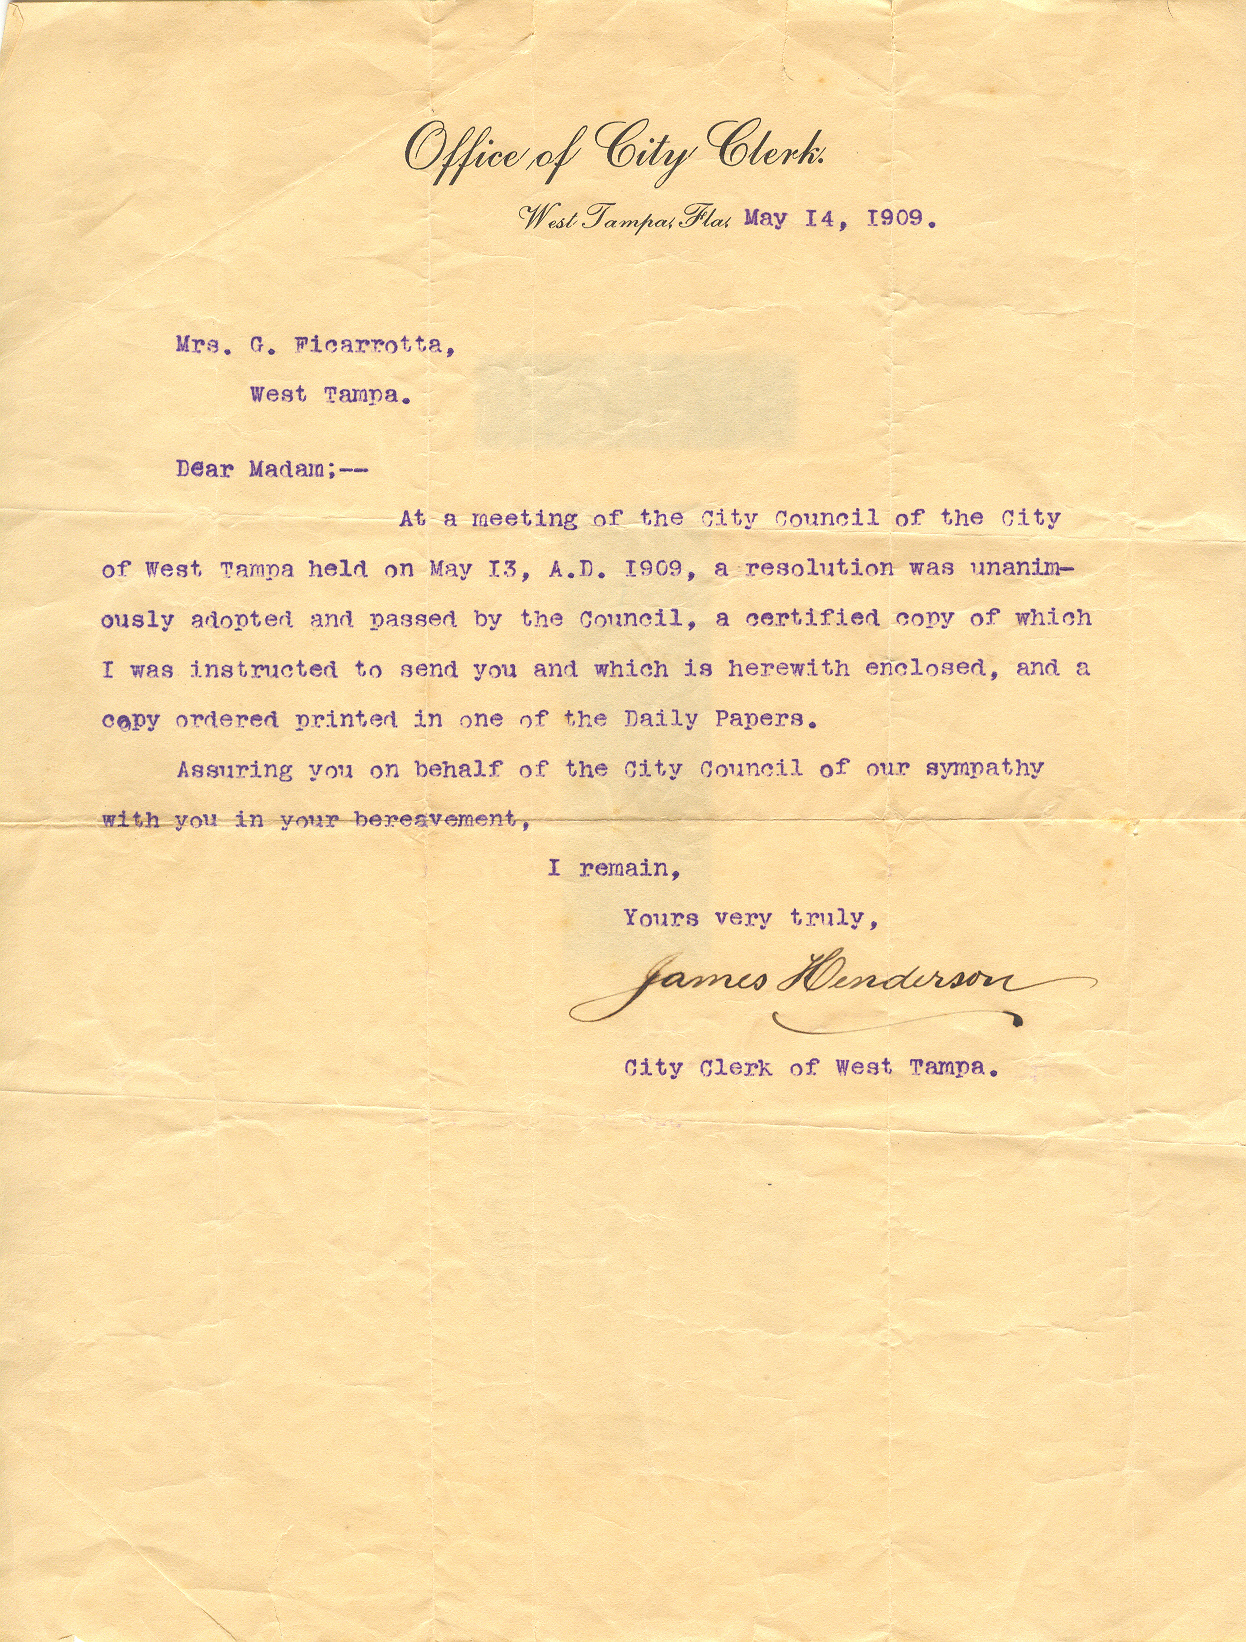 Office of City Clerk.
West Tampa, Fla. May I4, I909.
Mrs. G. Ficarrotta,
West Tampa.
Dear Madam;--
At a meeting of the City Council of the City
of West Tampa held on May I3, A.D. I909, a resolution was unanim-
ously adopted and passed by the Council, a certified copy of which
I was instructed to send you and which is herewith enclosed, and a
copy ordered printed in one of the Daily Papers.
Assuring you on behalf of the City Council of our sympathy
with you in your bereavement,
I remain,
Yours very truly,
James Henderson
City Clerk of West Tampa.